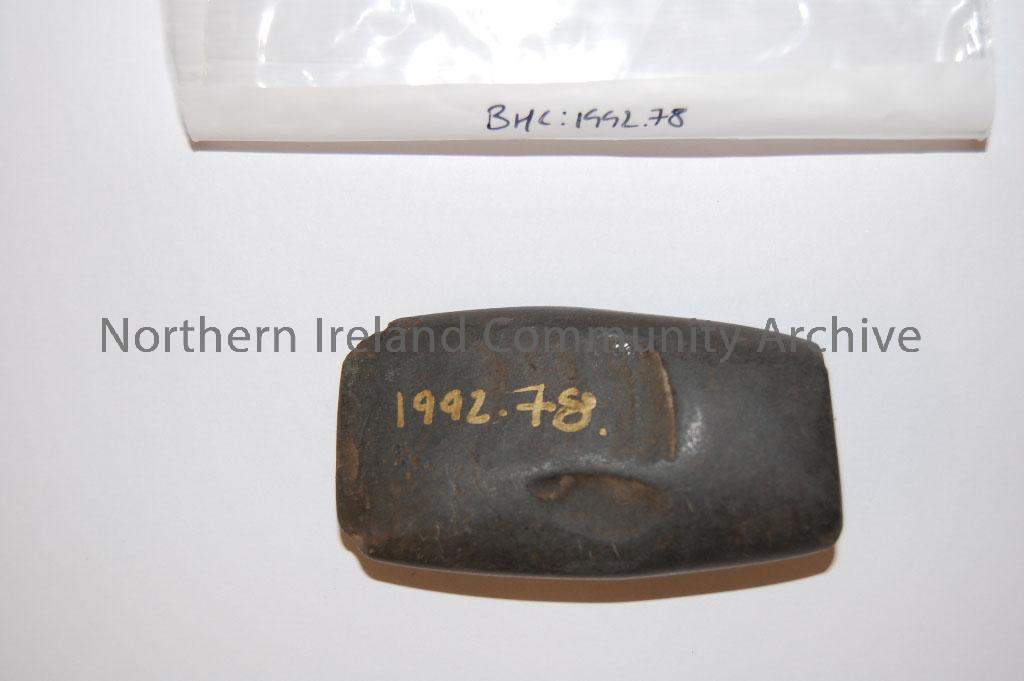 BHC:1992.78
Northern Ireland Community Archive
1992.78.